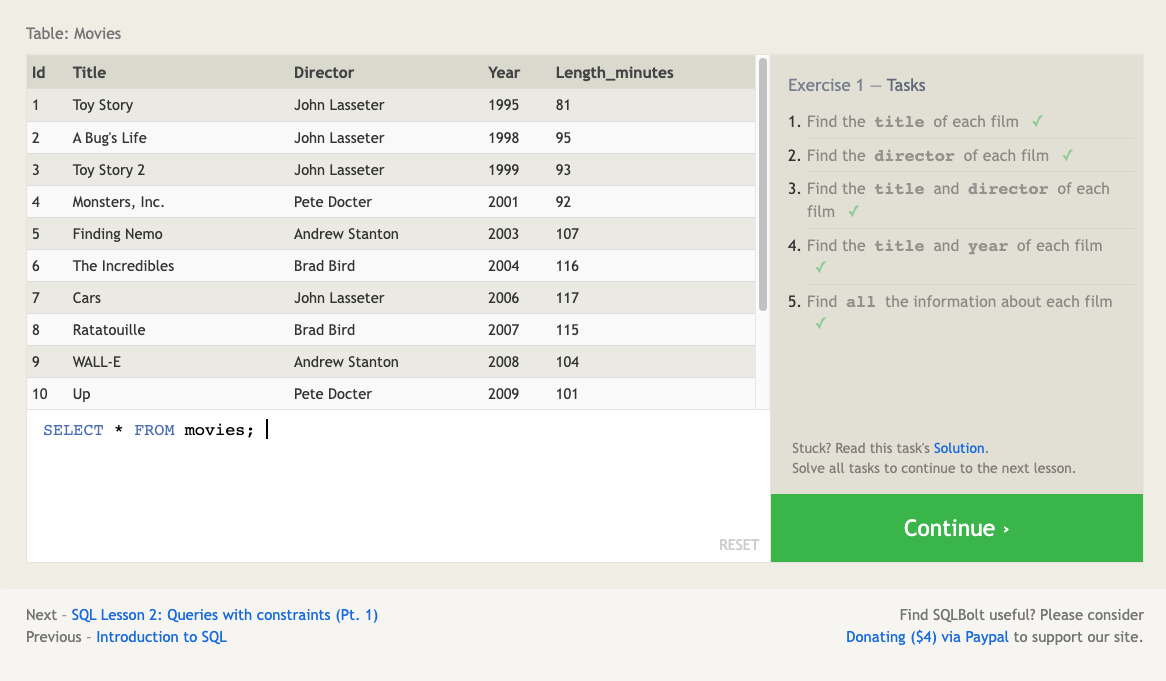 Table: Movies
Id Title Director Year Length_minutes
1 Toy Story John Lasseter 1995 81
2 A Bug's Life John Lasseter 1998 95
3 Toy Story 2 John Lasseter 1999 93
4 Monsters, Inc. Pete Docter 2001 92
5 Finding Nemo Andrew Stanton 2003 107
6 The Incredibles Brad Bird 2004 116
7 Cars John Lasseter 2006 117
8 Ratatouille Brad Bird 2007 115
9 WALL-E Andrew Stanton 2008 104
10 Up Pete Docter 2009 101
SELECT * FROM movies;
RESET
Exercise 1 — Tasks
1. Find the title of each film ✓
2. Find the director of each film ✓
3. Find the title and director of each
film ✓
4. Find the title and year of each film
✓
5. Find all the information about each film
✓
Stuck? Read this task's Solution.
Solve all tasks to continue to the next lesson.
Continue ›
Next – SQL Lesson 2: Queries with constraints (Pt. 1)
Previous – Introduction to SQL
Find SQLBolt useful? Please consider
Donating ($4) via Paypal to support our site.